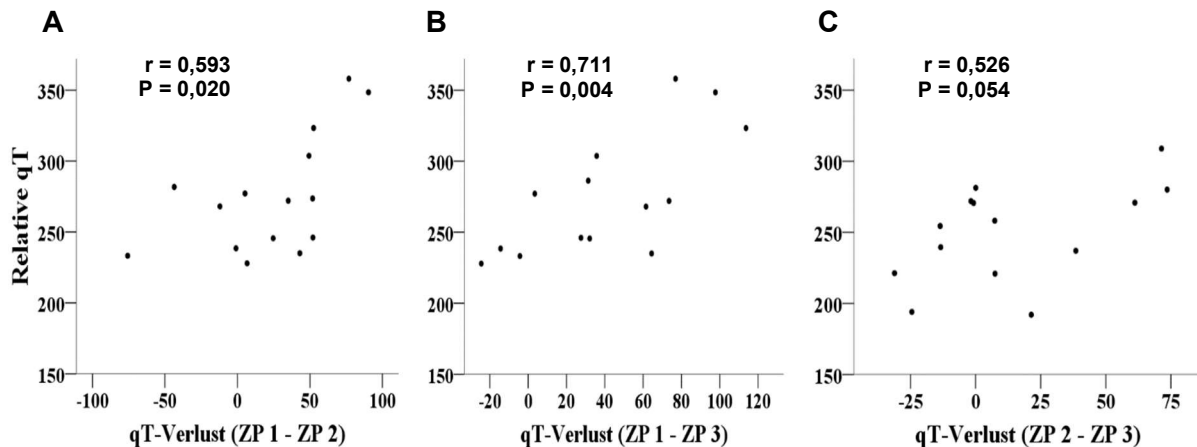 A
r = 0,593
P = 0,020
Relative qT
350
300
250
200
150
-100
-50
0
50
100
qT-Verlust (ZP 1 - ZP 2)
B
r = 0,711
P = 0,004
350
300
250
200
150
-20
0
20
40
60
80
100
120
qT-Verlust (ZP 1 - ZP 3)
C
r = 0,526
P = 0,054
350
300
250
200
150
-25
0
25
50
75
qT-Verlust (ZP 2 - ZP 3)